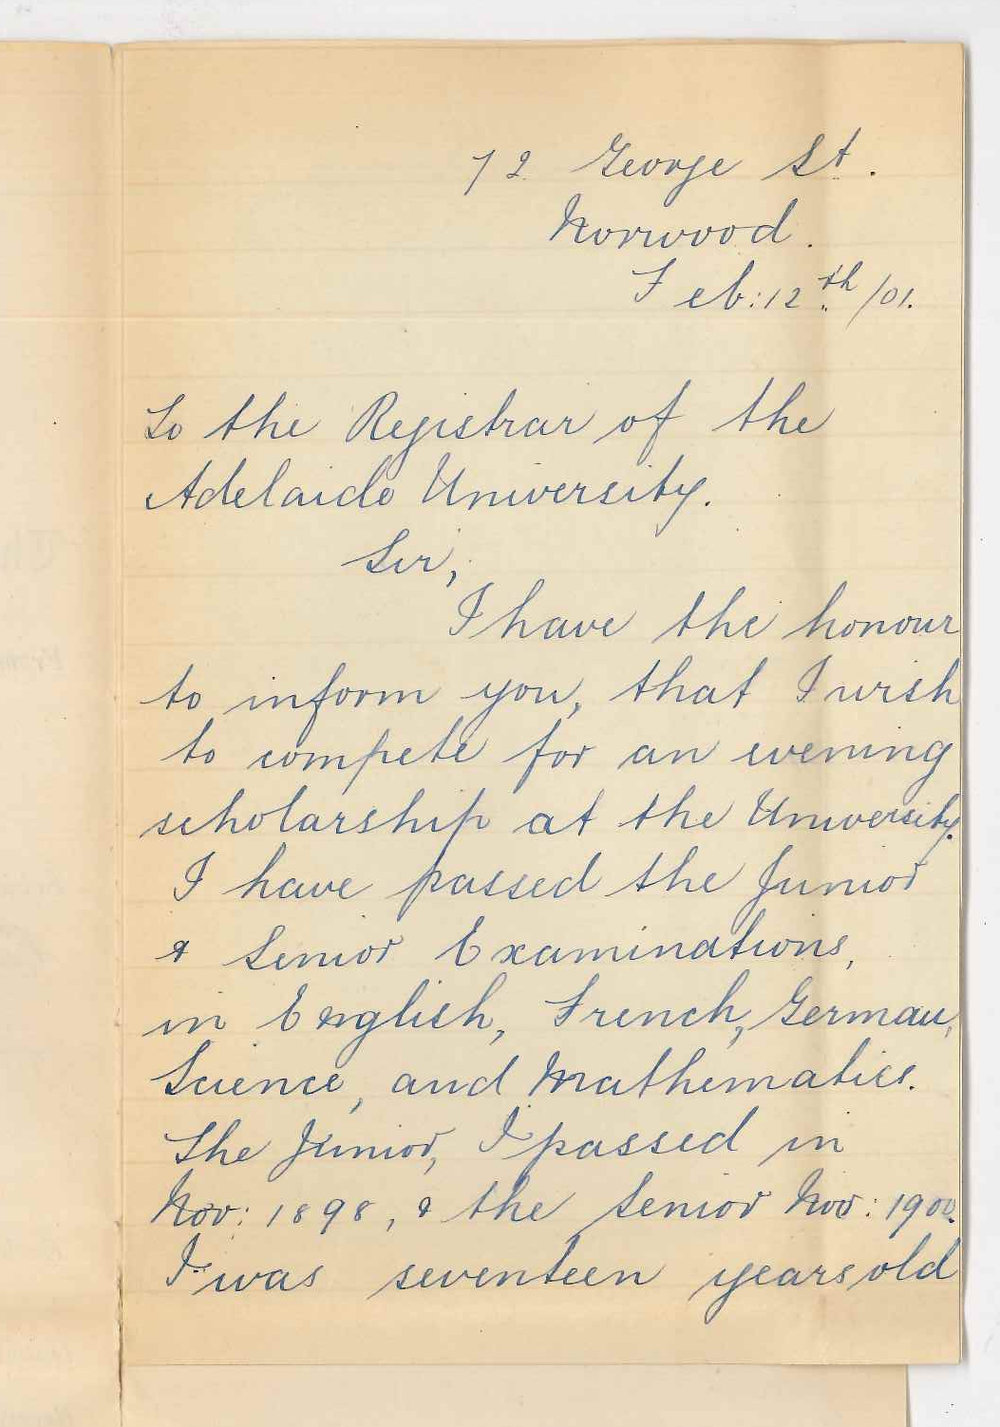 72 George St.
Norwood.
Feb: 12th /01.
To the Registrar of the
Adelaide University.
Sir,
I have the honour
to inform you, that I wish
to compete for an evening
scholarship at the University.
I have passed the Junior
& Senior Examinations,
in English, French, German,
Science, and Mathematics.
The Junior, I passed in
Nov: 1898, & the Senior Nov: 1900.
I was seventeen years old